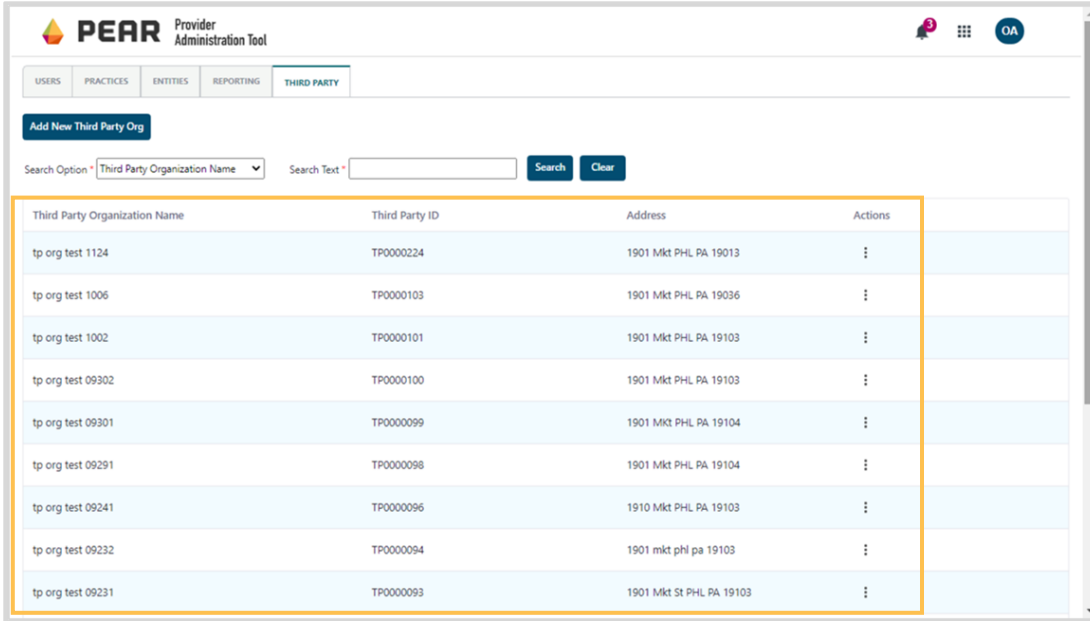 PEAR Provider
Administration Tool
3
OA
USERS PRACTICES ENTITIES REPORTING THIRD PARTY
Add New Third Party Org
Search Option * Third Party Organization Name Search Text * Search Clear
Third Party Organization Name Third Party ID Address Actions
tp org test 1124 TP0000224 1901 Mkt PHL PA 19013
tp org test 1006 TP0000103 1901 Mkt PHL PA 19036
tp org test 1002 TP0000101 1901 Mkt PHL PA 19103
tp org test 09302 TP0000100 1901 Mkt PHL PA 19103
tp org test 09301 TP0000099 1901 MKt PHL PA 19104
tp org test 09291 TP0000098 1901 Mkt PHL PA 19104
tp org test 09241 TP0000096 1910 Mkt PHL PA 19103
tp org test 09232 TP0000094 1901 mkt phl pa 19103
tp org test 09231 TP0000093 1901 Mkt St PHL PA 19103